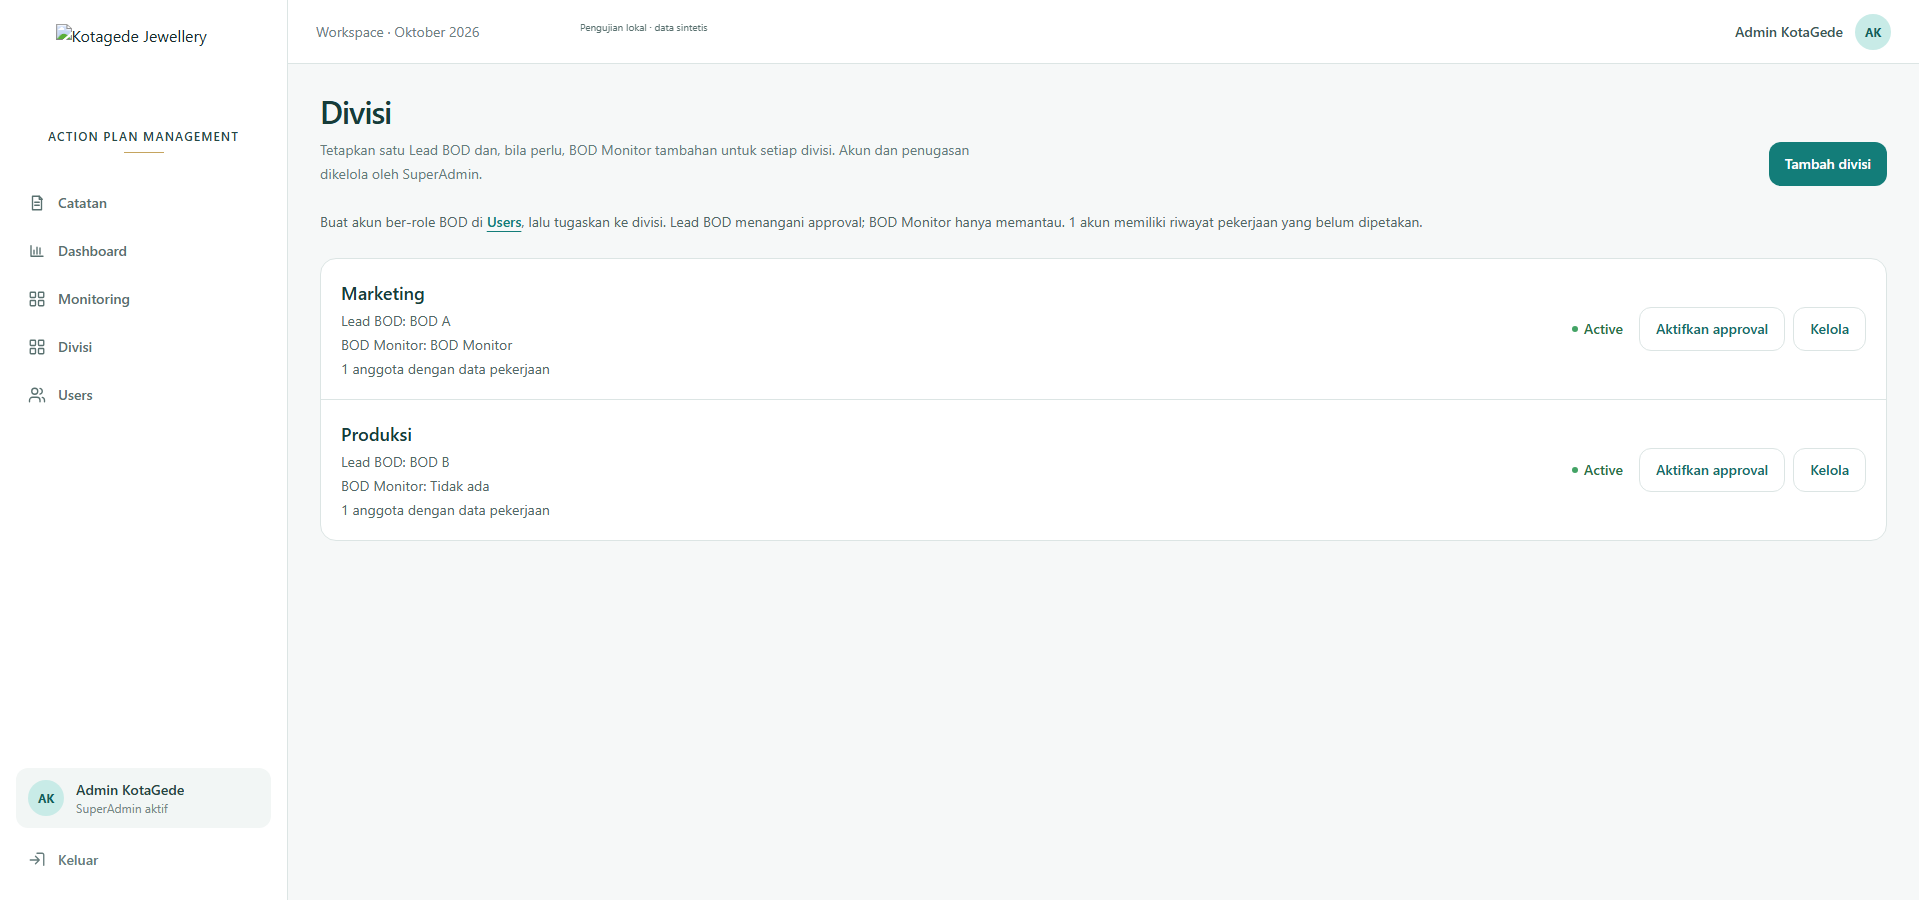 Kotagede Jewellery
ACTION PLAN MANAGEMENT
Catatan
Dashboard
Monitoring
Divisi
Users
AK
Admin KotaGede
SuperAdmin aktif
Keluar
Workspace · Oktober 2026
Pengujian lokal · data sintetis
Admin KotaGede
AK
Divisi
Tetapkan satu Lead BOD dan, bila perlu, BOD Monitor tambahan untuk setiap divisi. Akun dan penugasan
dikelola oleh SuperAdmin.
Tambah divisi
Buat akun ber-role BOD di Users, lalu tugaskan ke divisi. Lead BOD menangani approval; BOD Monitor hanya memantau. 1 akun memiliki riwayat pekerjaan yang belum dipetakan.
Marketing
Lead BOD: BOD A
BOD Monitor: BOD Monitor
1 anggota dengan data pekerjaan
Active
Aktifkan approval
Kelola
Produksi
Lead BOD: BOD B
BOD Monitor: Tidak ada
1 anggota dengan data pekerjaan
Active
Aktifkan approval
Kelola